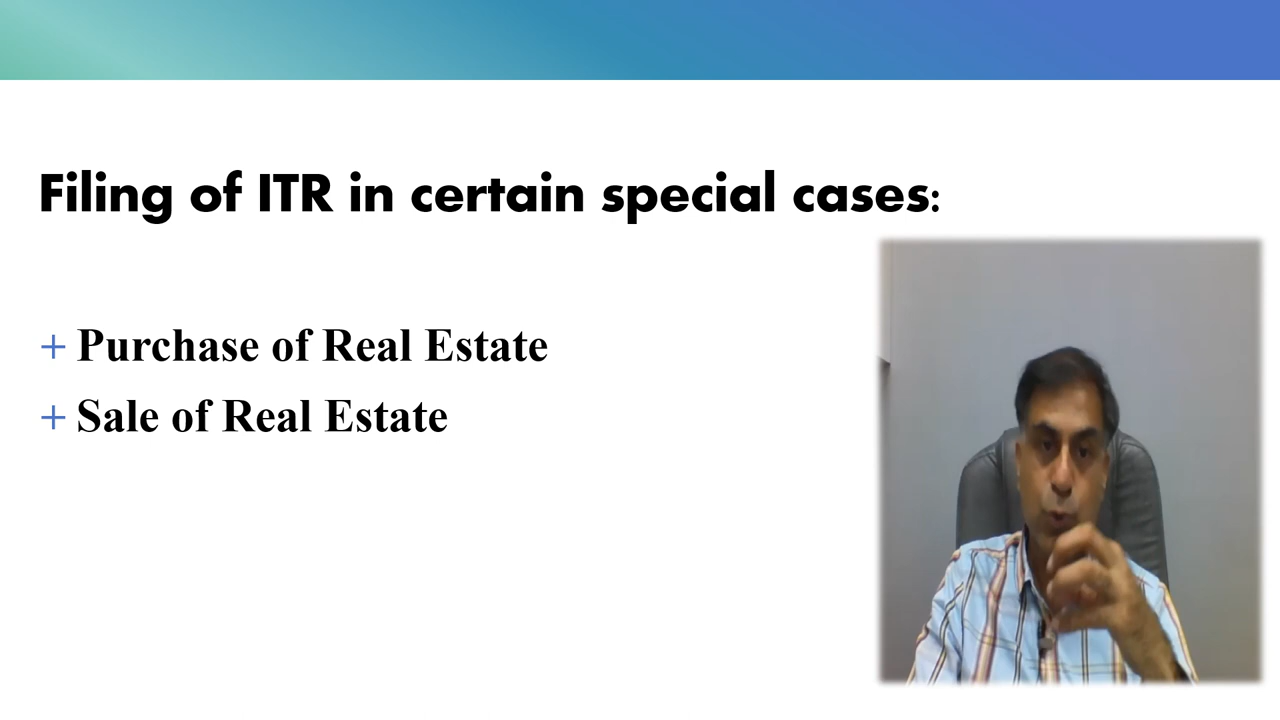 Filing of ITR in certain special cases:
+ Purchase of Real Estate
+ Sale of Real Estate